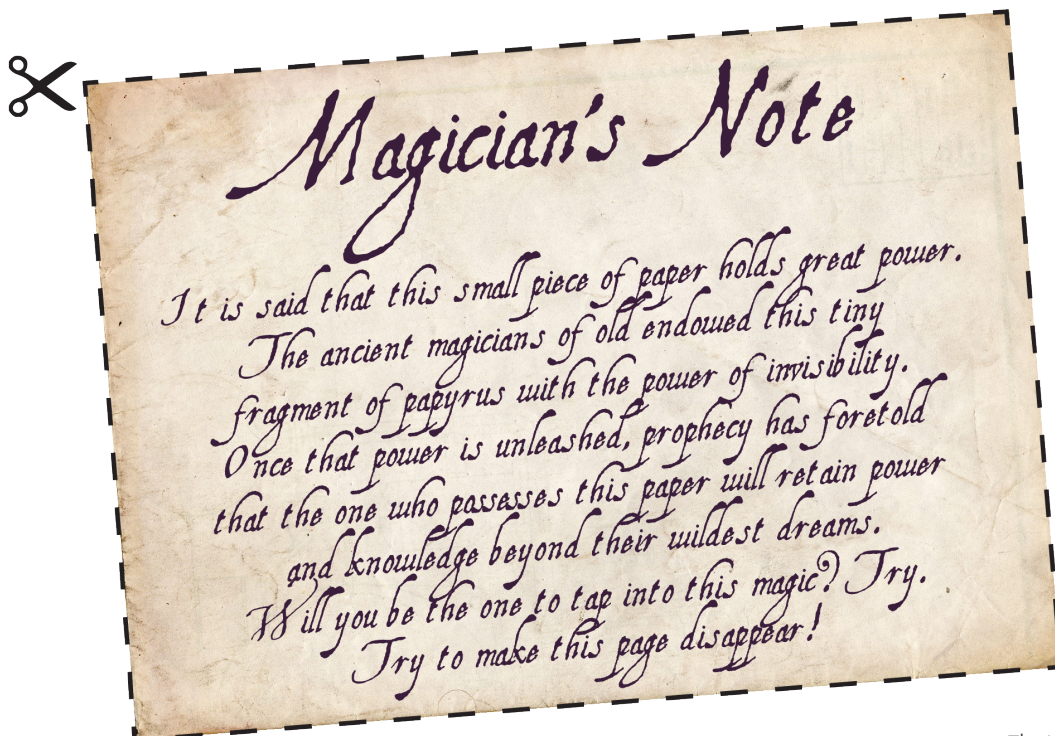 Magician's Note
It is said that this small piece of paper holds great power.
The ancient magicians of old endowed this tiny
fragment of papyrus with the power of invisibility.
Once that power is unleashed, prophecy has foretold
that the one who possesses this paper will retain power
and knowledge beyond their wildest dreams.
Will you be the one to tap into this magic? Try.
Try to make this page disappear!